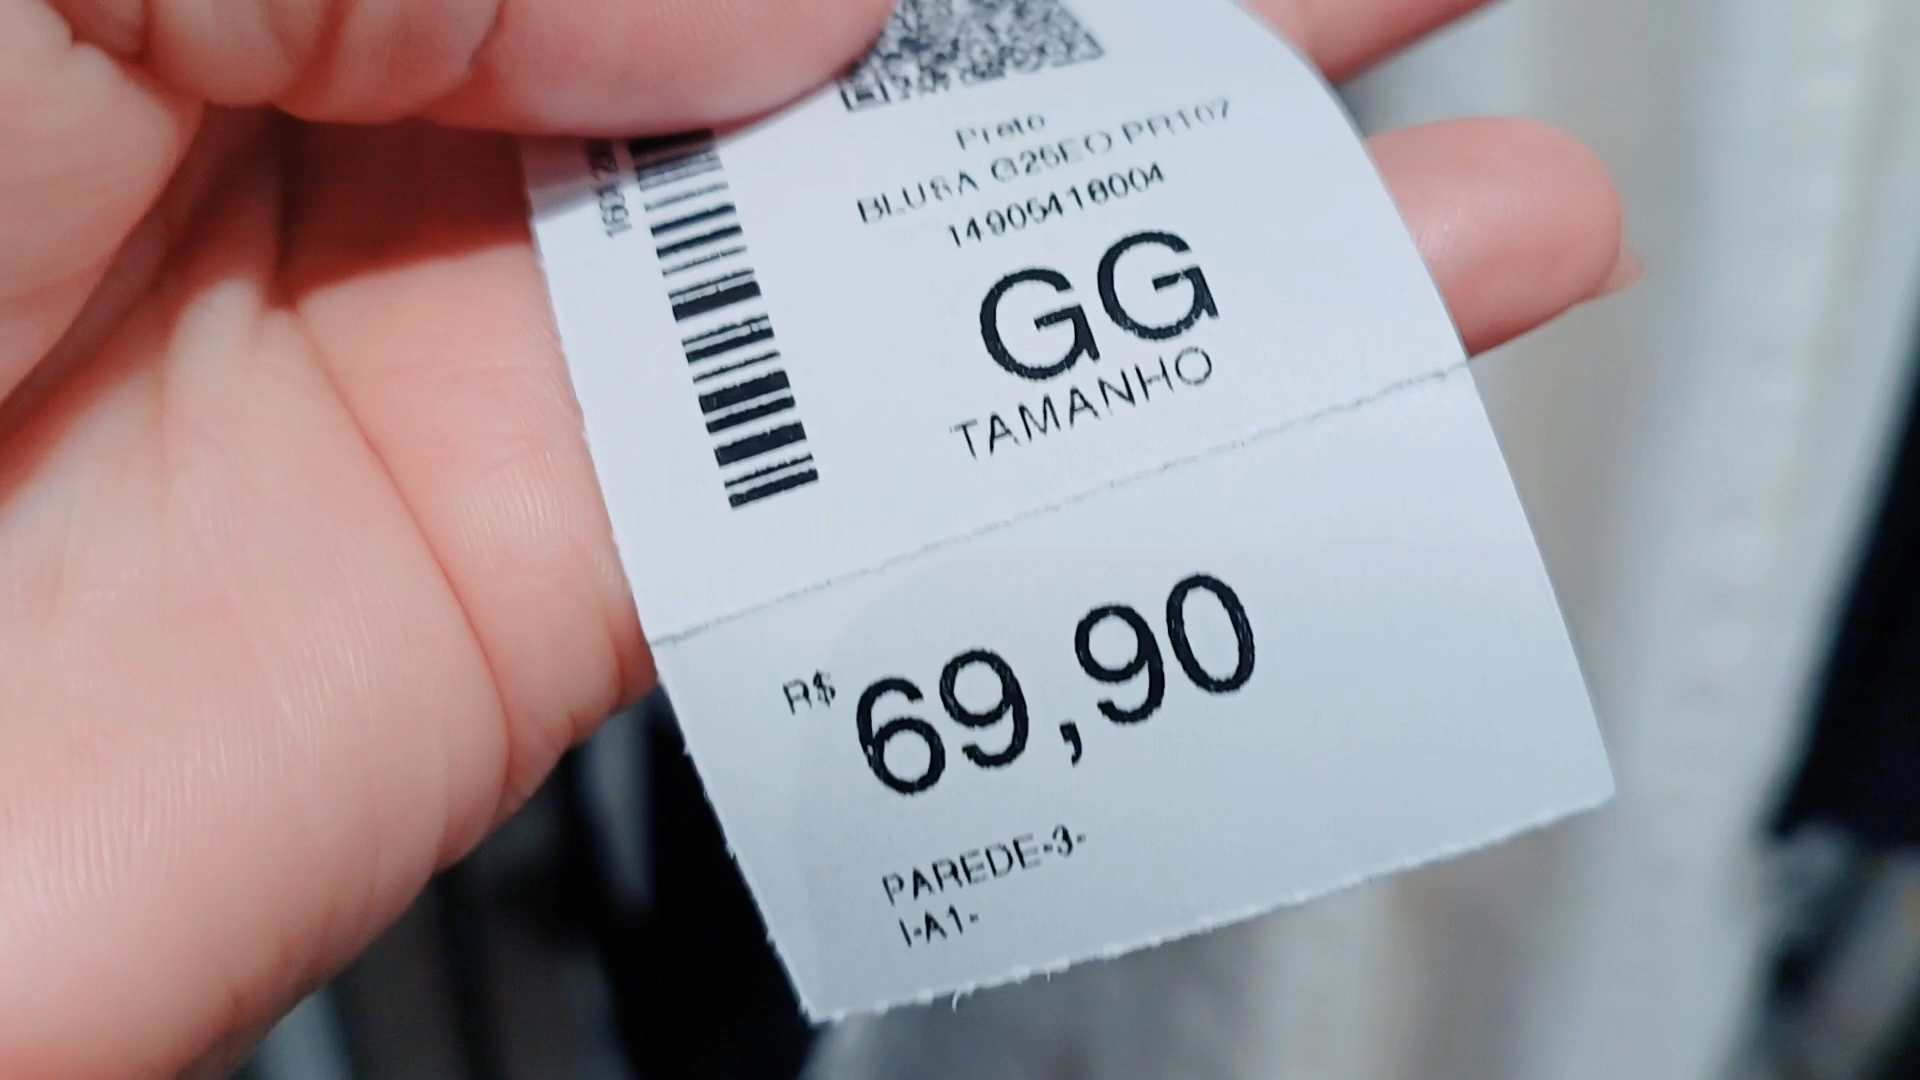 Preto
BLUSA G25EO PR107
14905418004
GG
TAMANHO
R$ 69,90
PAREDE-3-
I-A1-